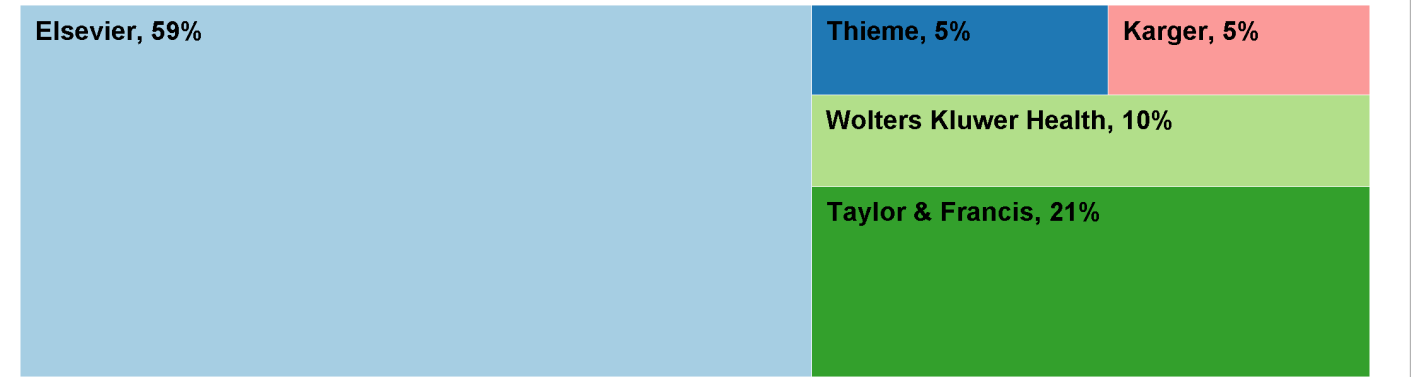 Elsevier, 59%
Thieme, 5%
Karger, 5%
Wolters Kluwer Health, 10%
Taylor & Francis, 21%